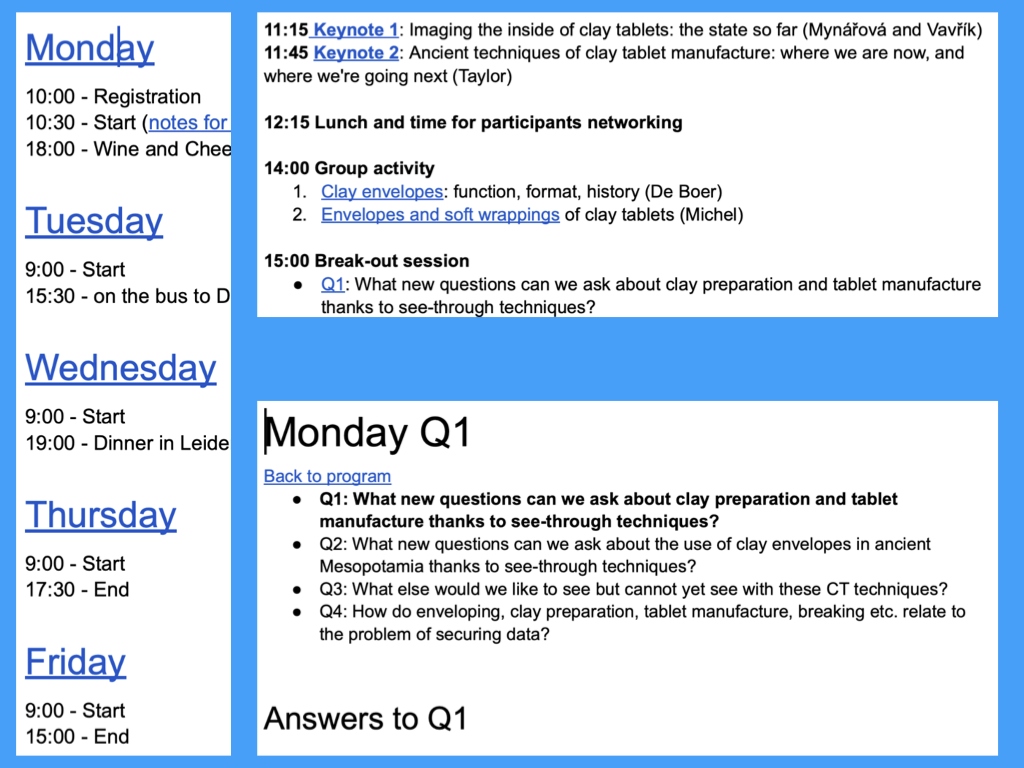 Monday
10:00 - Registration
10:30 - Start (notes for
18:00 - Wine and Chee
Tuesday
9:00 - Start
15:30 - on the bus to D
Wednesday
9:00 - Start
19:00 - Dinner in Leide
Thursday
9:00 - Start
17:30 - End
Friday
9:00 - Start
15:00 - End
11:15 Keynote 1: Imaging the inside of clay tablets: the state so far (Mynářová and Vavřík)
11:45 Keynote 2: Ancient techniques of clay tablet manufacture: where we are now, and
where we're going next (Taylor)
12:15 Lunch and time for participants networking
14:00 Group activity
1. Clay envelopes: function, format, history (De Boer)
2. Envelopes and soft wrappings of clay tablets (Michel)
15:00 Break-out session
● Q1: What new questions can we ask about clay preparation and tablet manufacture
thanks to see-through techniques?
Monday Q1
Back to program
● Q1: What new questions can we ask about clay preparation and tablet
manufacture thanks to see-through techniques?
● Q2: What new questions can we ask about the use of clay envelopes in ancient
Mesopotamia thanks to see-through techniques?
● Q3: What else would we like to see but cannot yet see with these CT techniques?
● Q4: How do enveloping, clay preparation, tablet manufacture, breaking etc. relate to
the problem of securing data?
Answers to Q1